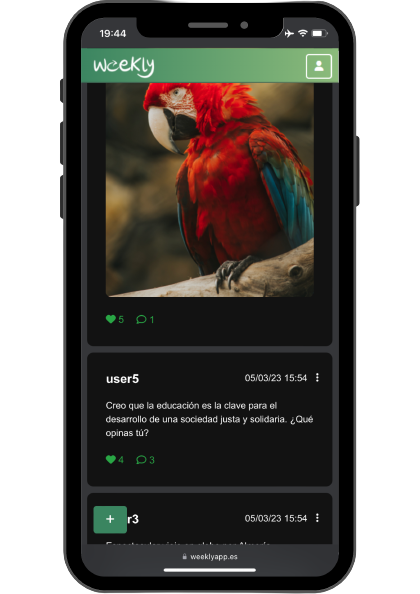 19:44
weekly
5 1
user5 05/03/23 15:54
Creo que la educación es la clave para el
desarrollo de una sociedad justa y solidaria. ¿Qué
opinas tú?
4 3
+ r3 05/03/23 15:54
weeklyapp.es